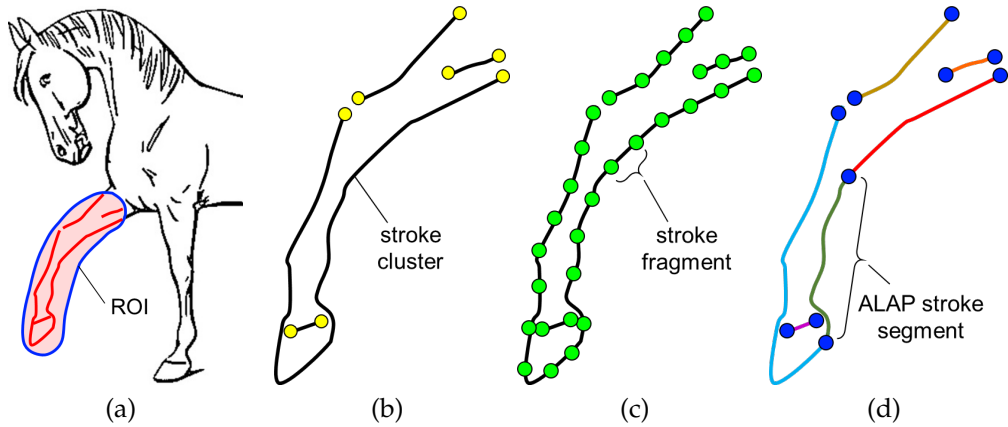 ROI
stroke
cluster
stroke
fragment
ALAP stroke
segment
(a)
(b)
(c)
(d)